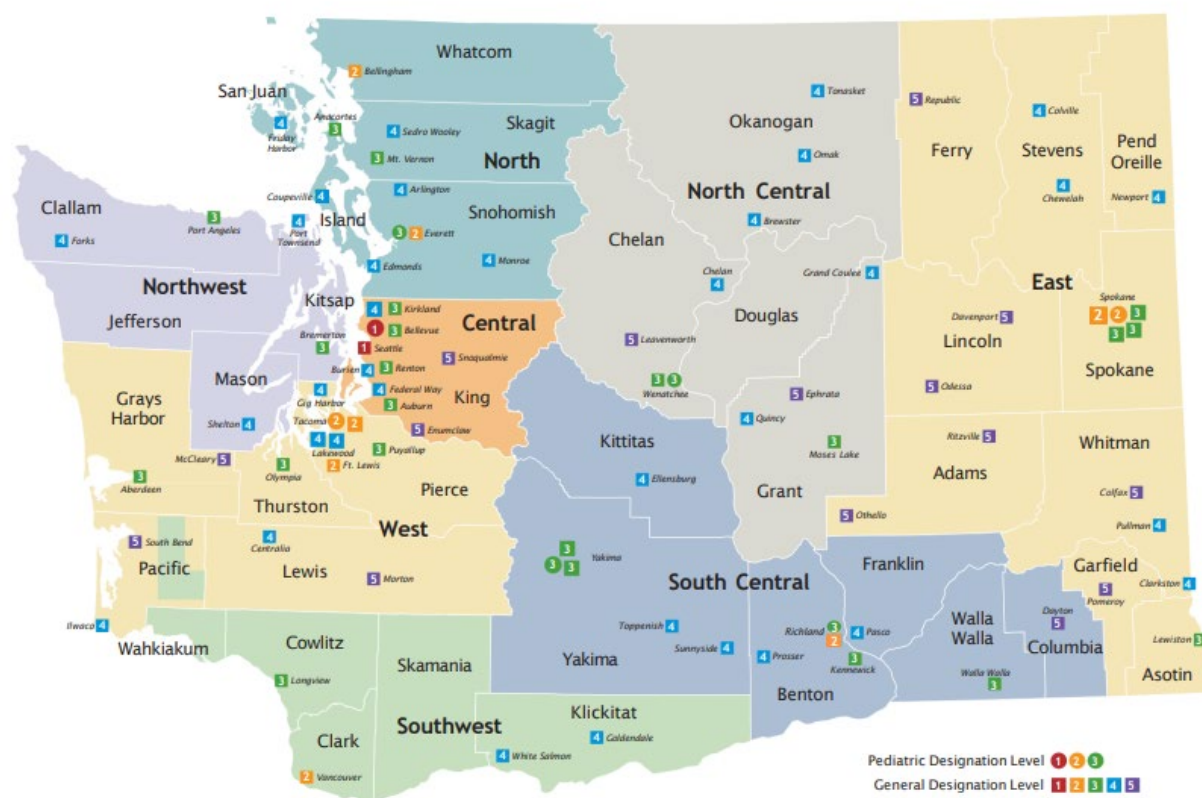 Whatcom
2 Bellingham
San Juan
4 Friday Harbor
Anacortes
3
4 Sedro Wooley
Skagit
3 Mt. Vernon
North
Coupeville 4
4 Arlington
Island
Snohomish
3 2 Everett
4 Edmonds
4 Monroe
Clallam
4 Forks
3
Port Angeles
4
Port Townsend
Northwest
Jefferson
Kitsap
Bremerton
3
Mason
Shelton 4
4 3 Kirkland
Central
1 3 Bellevue
1 Seattle
5 Snoqualmie
Burien 4
3 Renton
4 Federal Way
King
3
Auburn
5 Enumclaw
Grays Harbor
3
Aberdeen
McCleary 5
4
Gig Harbor
Tacoma 2 2
4 4
Lakewood
3 Puyallup
2 Ft. Lewis
3
Olympia
Pierce
Thurston
West
5 South Bend
Pacific
4
Centralia
Lewis
5 Morton
Ilwaco 4
Wahkiakum
Cowlitz
3 Longview
Skamania
Southwest
Clark
2 Vancouver
Klickitat
4 Goldendale
4 White Salmon
4 Tonasket
Okanogan
4 Omak
North Central
4
Brewster
Chelan
Chelan
4
Grand Coulee 4
Douglas
5 Leavenworth
3 3
Wenatchee
5
Ephrata
4 Quincy
3
Moses Lake
Grant
Kittitas
4 Ellensburg
3
3 3
Yakima
South Central
Toppenish 4
Sunnyside 4
Yakima
Franklin
Richland 3
2
4 Pasco
4 Prosser
3
Kennewick
Benton
Walla Walla
Walla Walla
3
Dayton
5
Columbia
5 Republic
Ferry
4 Colville
Stevens
4
Chewelah
Pend Oreille
Newport 4
East
Davenport 5
Lincoln
5 Odessa
Spokane
2 2 3
3 3
Spokane
Ritzville 5
Adams
5 Othello
Whitman
Colfax 5
Pullman 4
Garfield
5
Pomeroy
Clarkston 4
Lewiston 3
Asotin
Pediatric Designation Level 1 2 3
General Designation Level 1 2 3 4 5